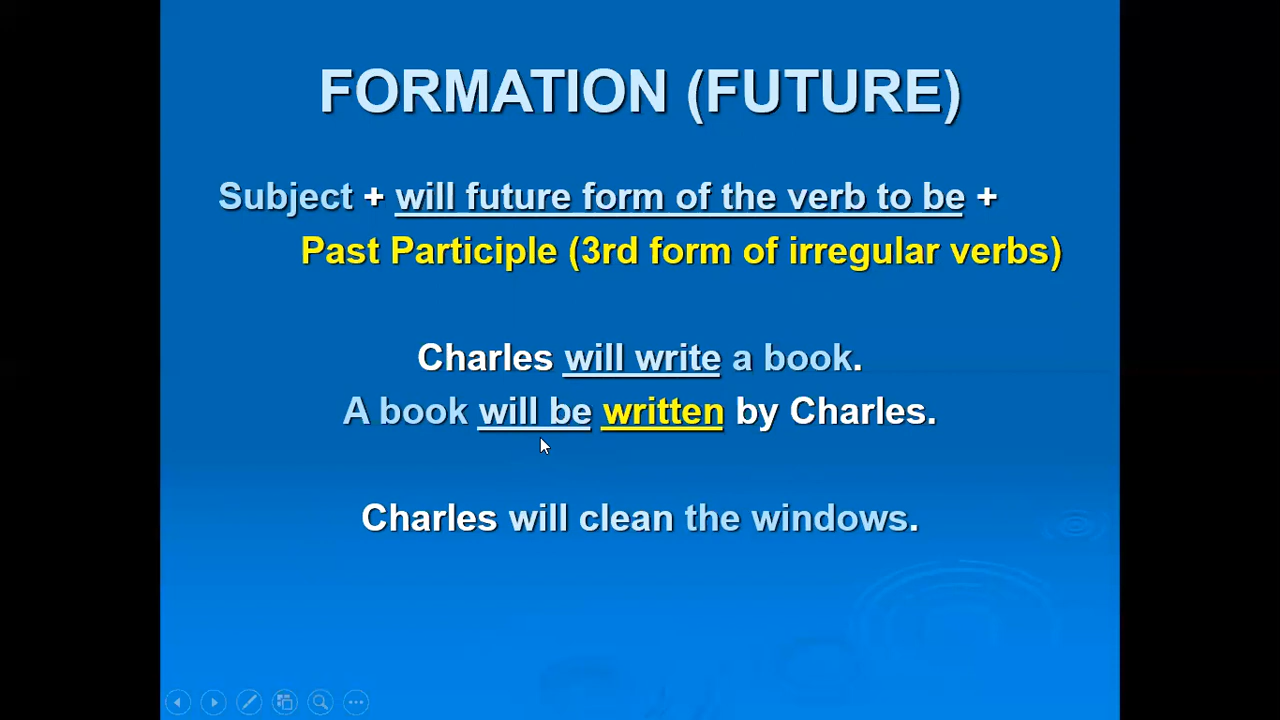 FORMATION (FUTURE)
Subject + will future form of the verb to be +
Past Participle (3rd form of irregular verbs)
Charles will write a book.
A book will be written by Charles.
Charles will clean the windows.